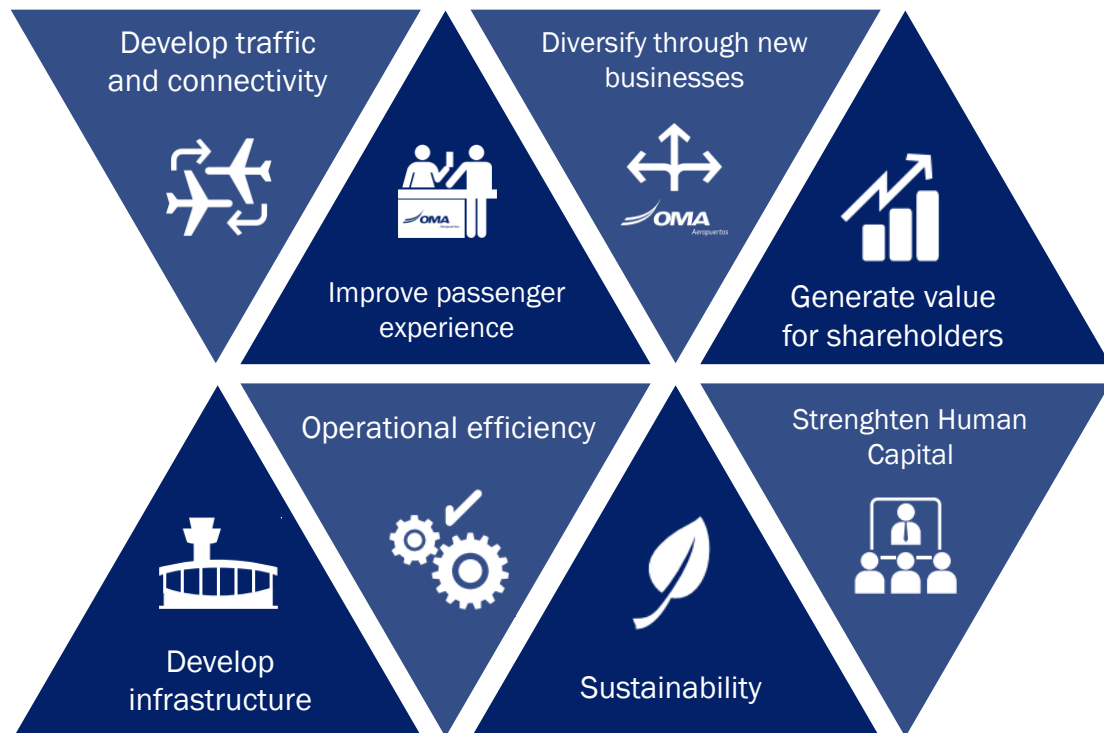 Develop traffic
and connectivity
OMA
Aeropuertos
Improve passenger
experience
Diversify through new
businesses
OMA
Aeropuertos
Generate value
for shareholders
Develop
infrastructure
Operational efficiency
Sustainability
Strenghten Human
Capital